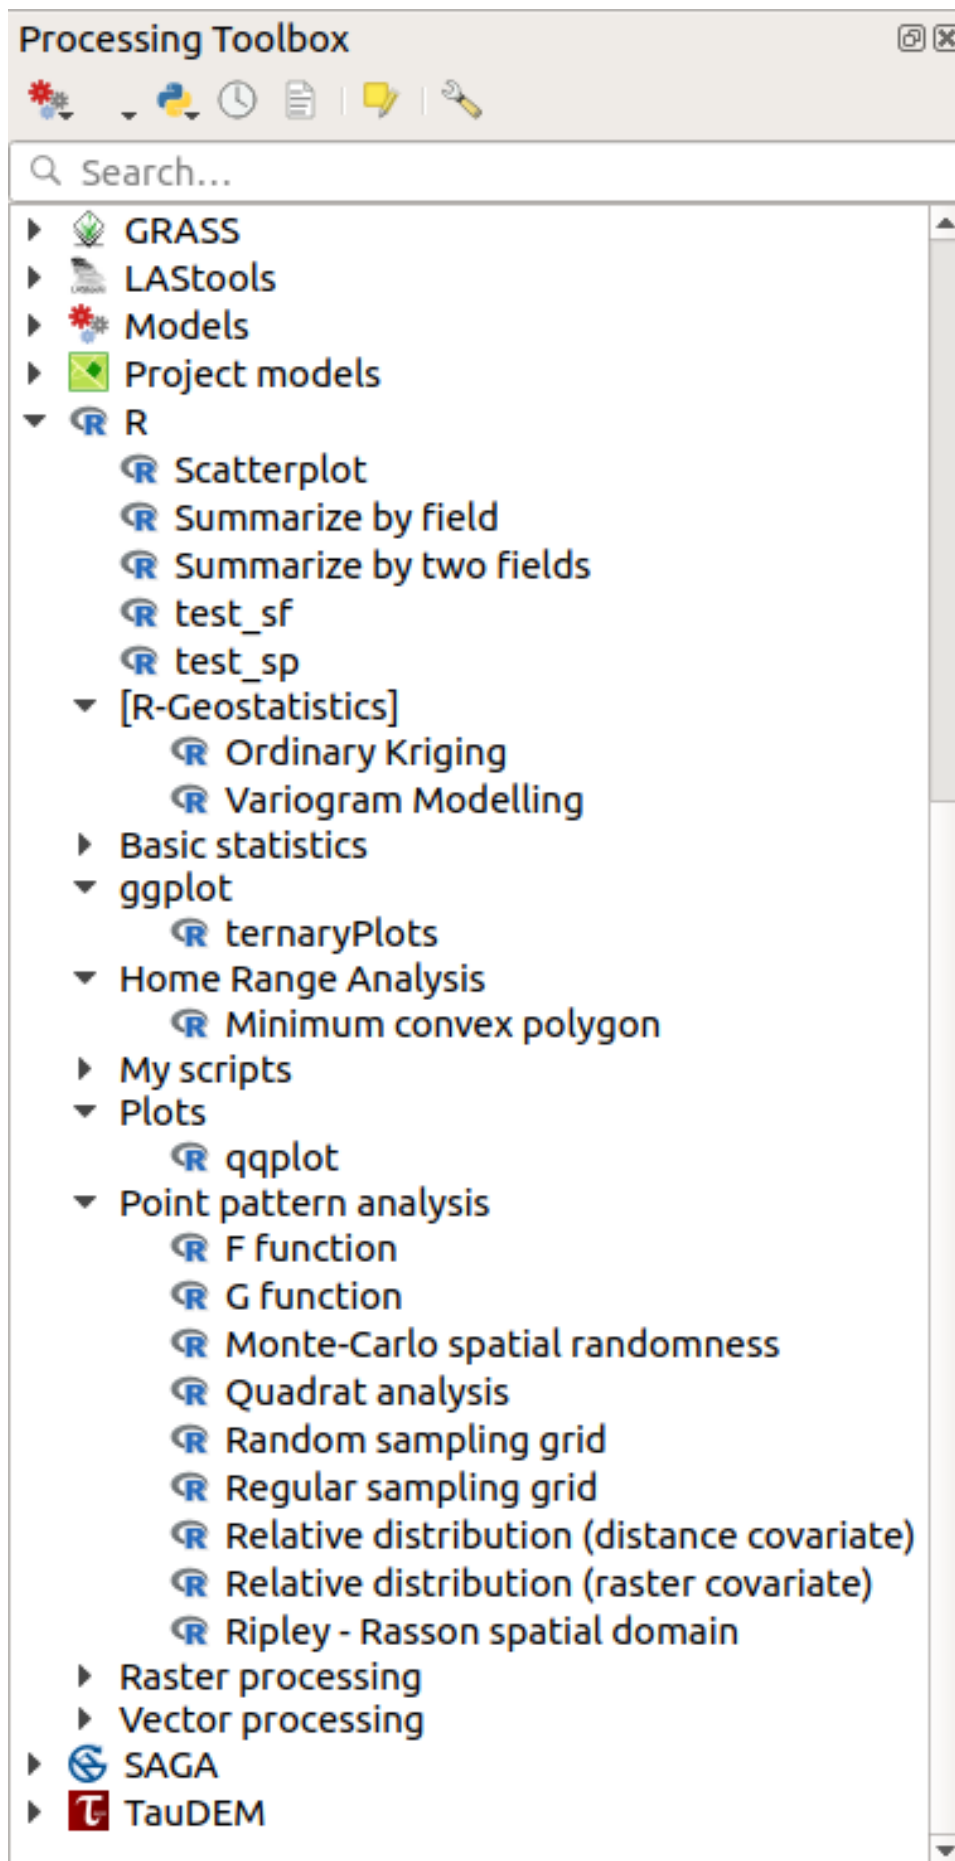 Processing Toolbox
Search...
GRASS
LAStools
Models
Project models
R
Scatterplot
Summarize by field
Summarize by two fields
test_sf
test_sp
[R-Geostatistics]
Ordinary Kriging
Variogram Modelling
Basic statistics
ggplot
ternaryPlots
Home Range Analysis
Minimum convex polygon
My scripts
Plots
qqplot
Point pattern analysis
F function
G function
Monte-Carlo spatial randomness
Quadrat analysis
Random sampling grid
Regular sampling grid
Relative distribution (distance covariate)
Relative distribution (raster covariate)
Ripley - Rasson spatial domain
Raster processing
Vector processing
SAGA
TauDEM